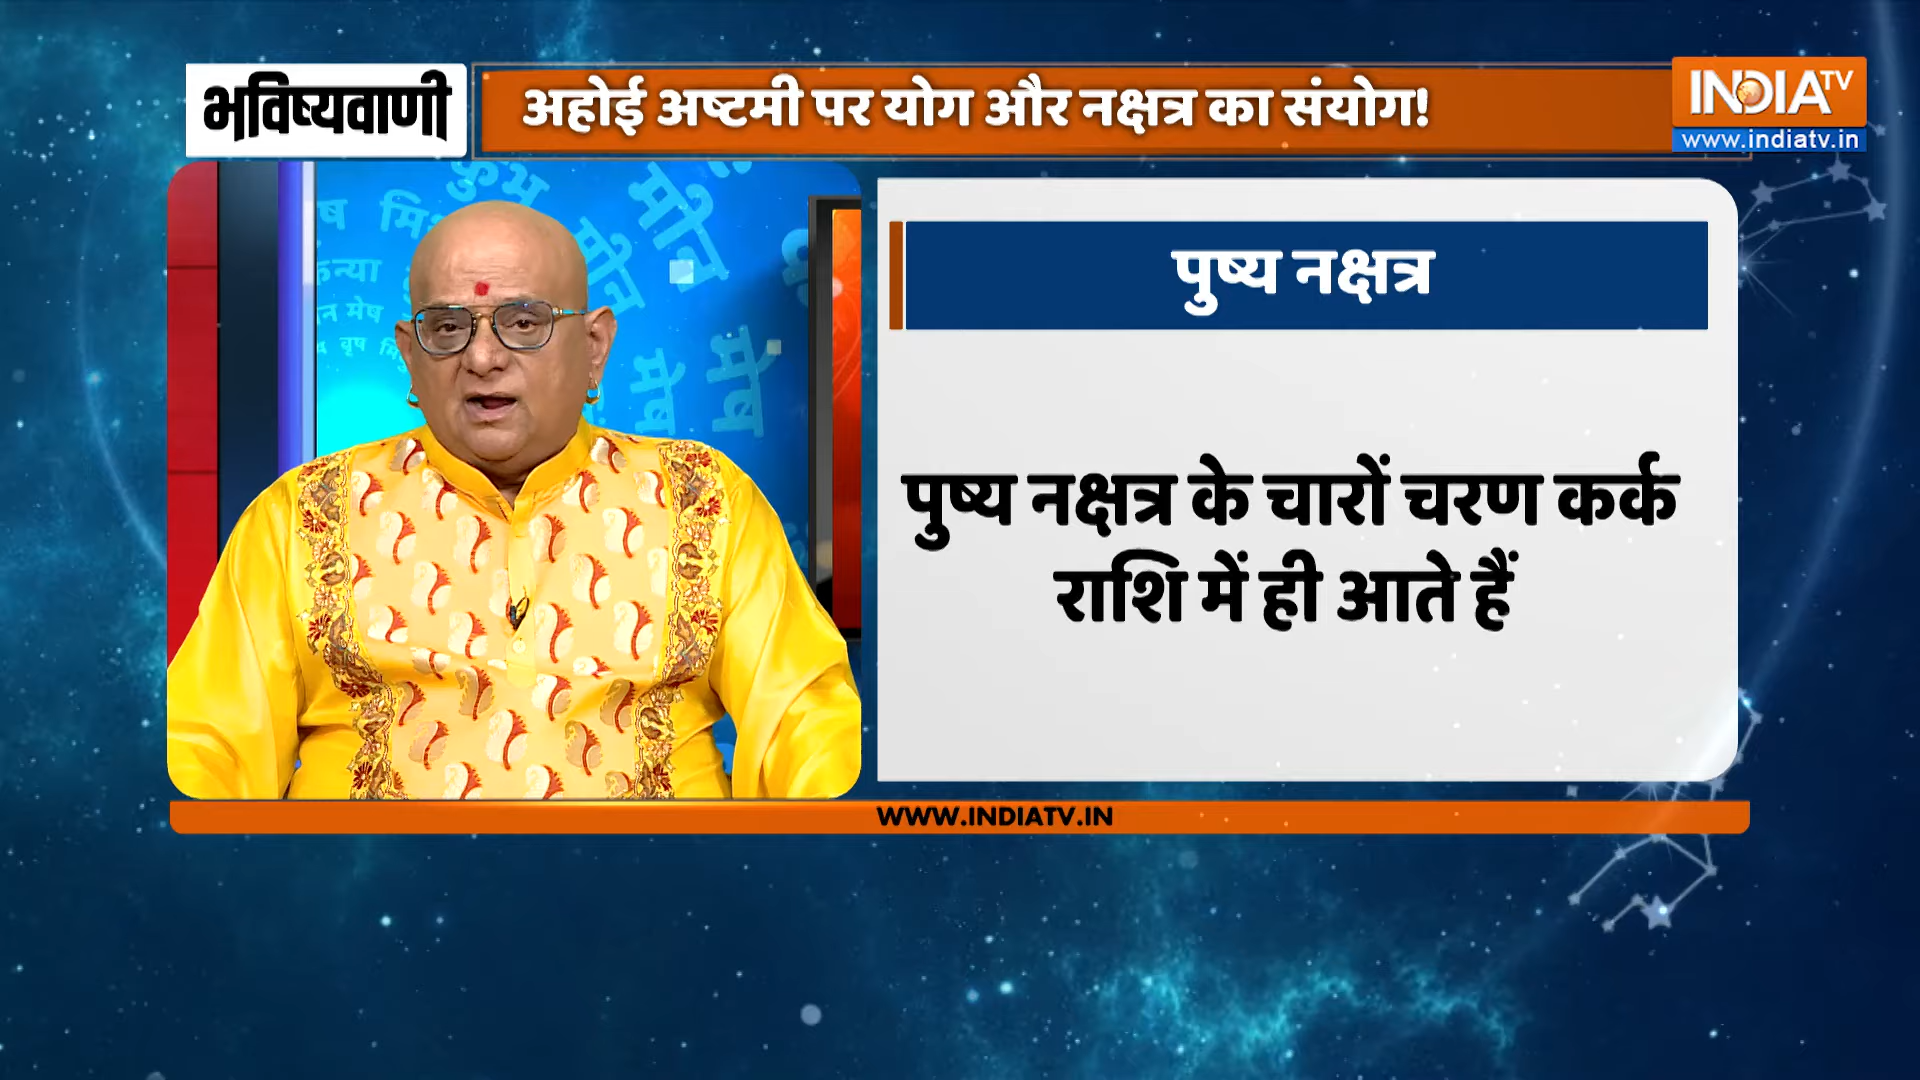 भविष्यवाणी
अहोई अष्टमी पर योग और नक्षत्र का संयोग!
INDIA TV
www.indiatv.in
कुंभ
मीन
मीन
कन्या
मेष
वृष
मेष
मेष
पुष्य नक्षत्र
पुष्य नक्षत्र के चारों चरण कर्क
राशि में ही आते हैं
WWW.INDIATV.IN